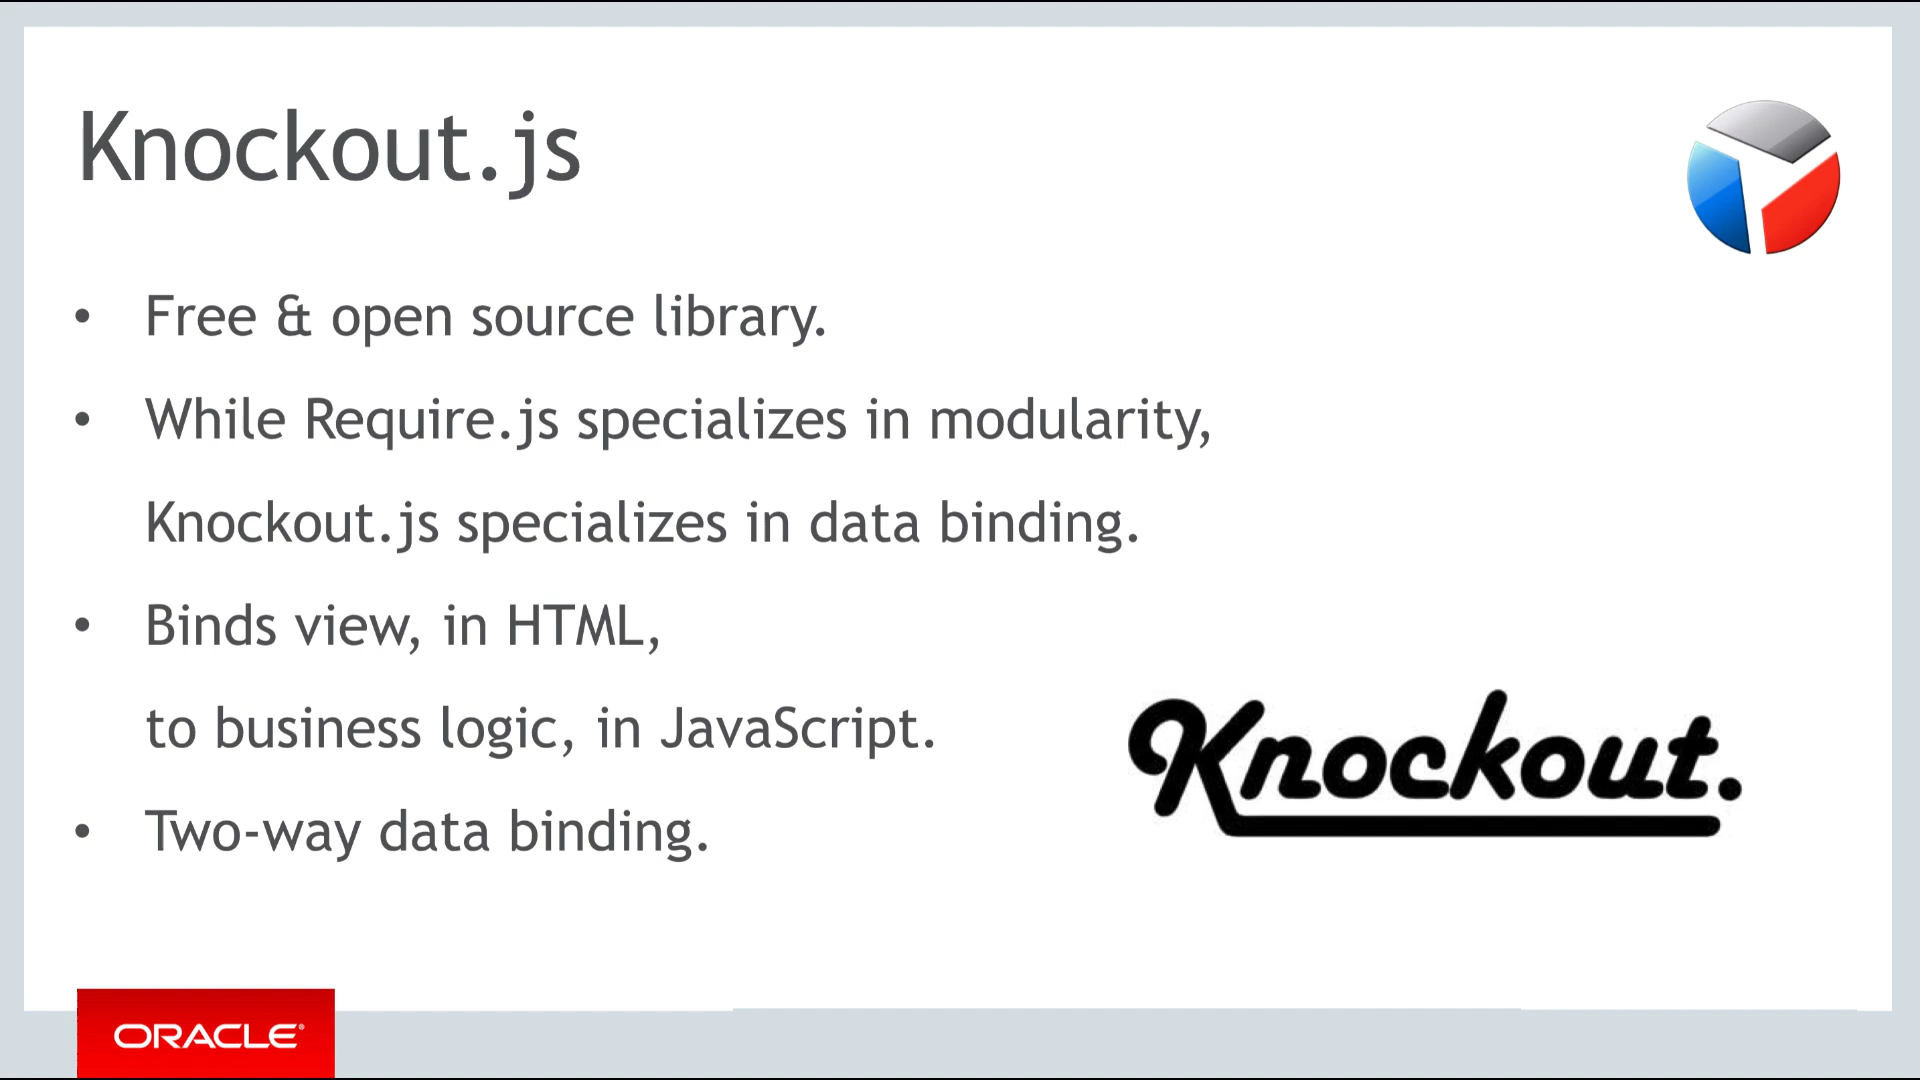 Knockout.js
• Free & open source library.
• While Require.js specializes in modularity,
Knockout.js specializes in data binding.
• Binds view, in HTML,
to business logic, in JavaScript.
• Two-way data binding.
Knockout.
ORACLE®